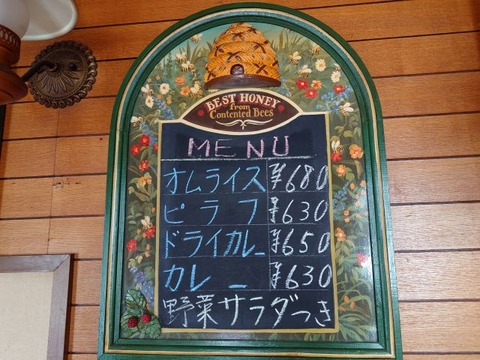 BEST HONEY
from
Contented Bees
MENU
オムライス ¥680
ピラフ ¥630
ドライカレー ¥650
カレー ¥630
野菜サラダつき